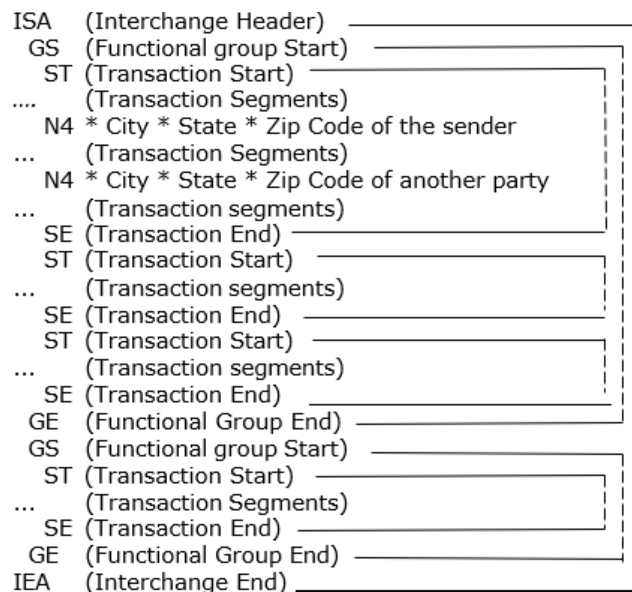 ISA (Interchange Header)
GS (Functional group Start)
ST (Transaction Start)
.... (Transaction Segments)
N4 * City * State * Zip Code of the sender
... (Transaction Segments)
N4 * City * State * Zip Code of another party
... (Transaction segments)
SE (Transaction End)
ST (Transaction Start)
... (Transaction segments)
SE (Transaction End)
ST (Transaction Start)
... (Transaction segments)
SE (Transaction End)
GE (Functional Group End)
GS (Functional group Start)
ST (Transaction Start)
... (Transaction Segments)
SE (Transaction End)
GE (Functional Group End)
IEA (Interchange End)